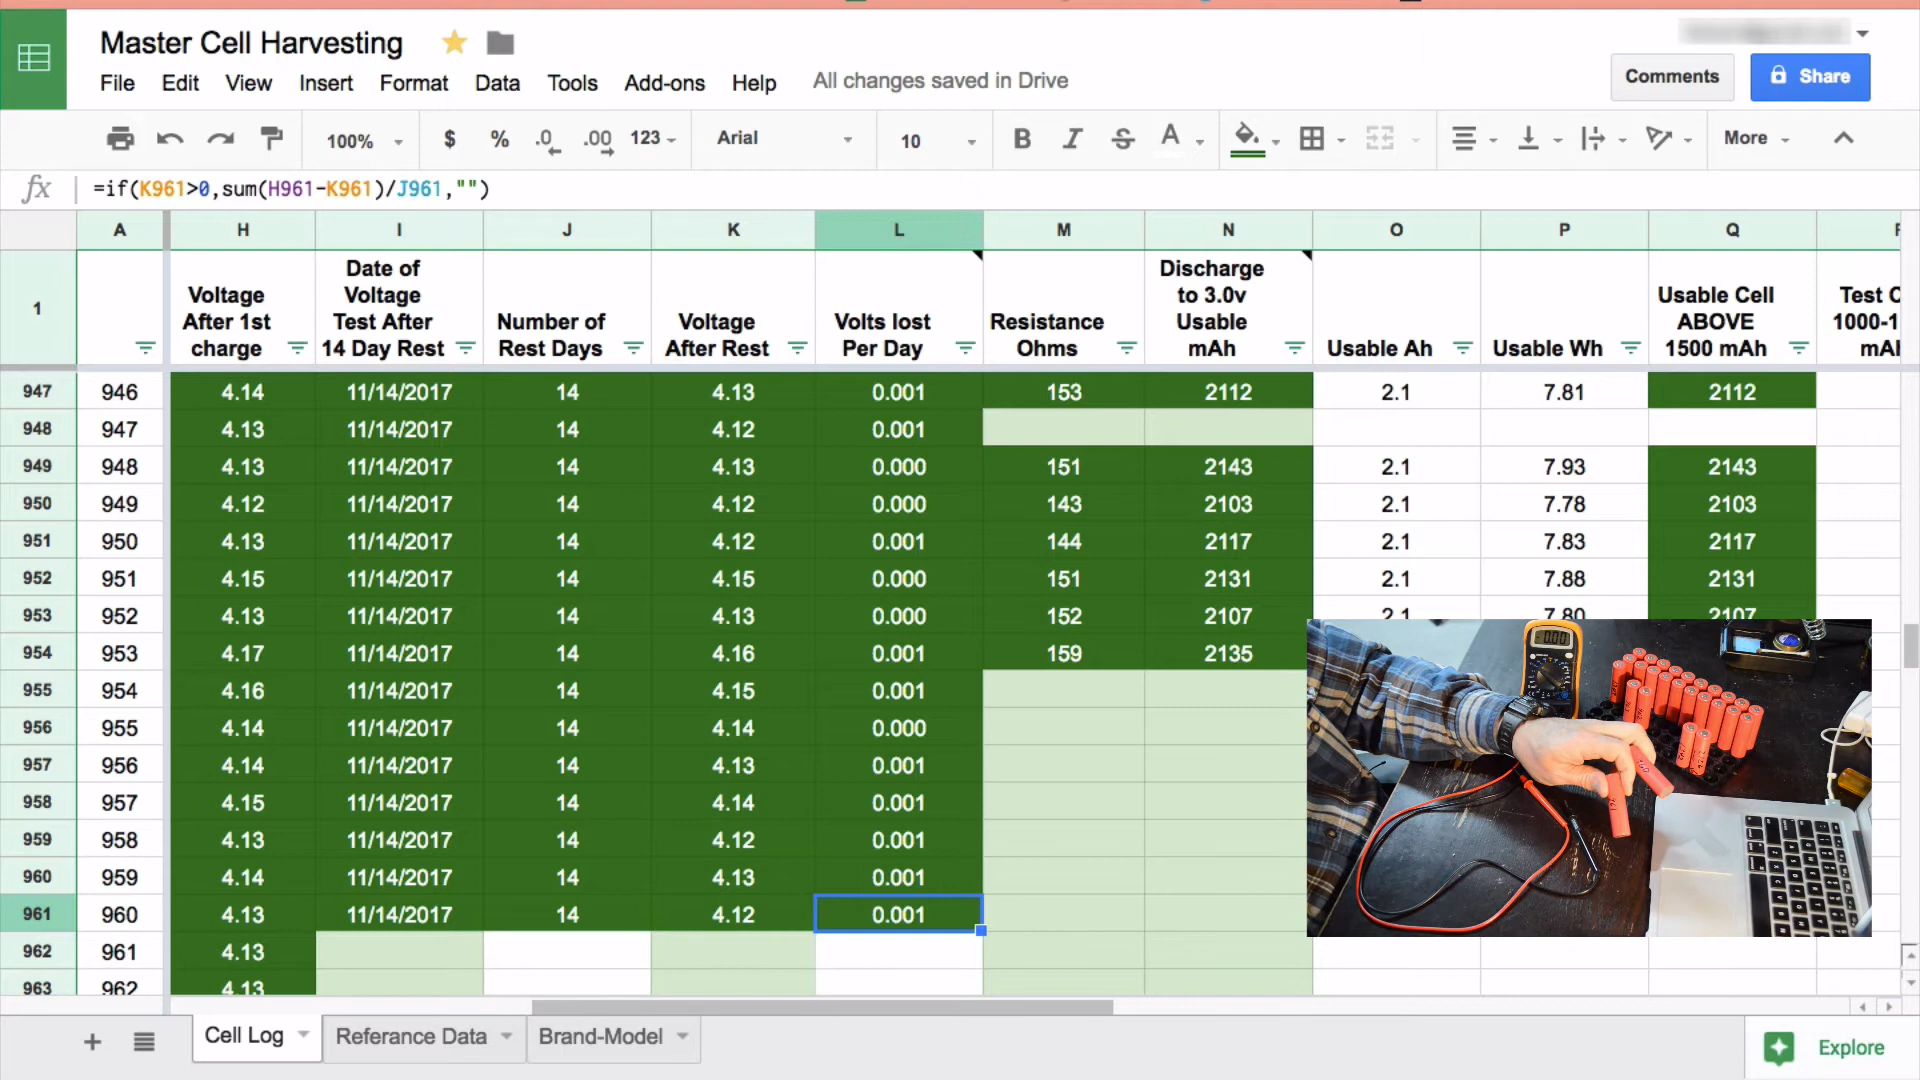 Master Cell Harvesting
File Edit View Insert Format Data Tools Add-ons Help All changes saved in Drive
Comments
Share
100% $ % .0 .00 123 Arial 10 B I S A More
fx =if(K961>0,sum(H961-K961)/J961,"")
A H I J K L M N O P Q
1
Voltage After 1st charge
Date of Voltage Test After 14 Day Rest
Number of Rest Days
Voltage After Rest
Volts lost Per Day
Resistance Ohms
Discharge to 3.0v Usable mAh
Usable Ah
Usable Wh
Usable Cell ABOVE 1500 mAh
Test
947 946 4.14 11/14/2017 14 4.13 0.001 153 2112 2.1 7.81 2112
948 947 4.13 11/14/2017 14 4.12 0.001
949 948 4.13 11/14/2017 14 4.13 0.000 151 2143 2.1 7.93 2143
950 949 4.12 11/14/2017 14 4.12 0.000 143 2103 2.1 7.78 2103
951 950 4.13 11/14/2017 14 4.12 0.001 144 2117 2.1 7.83 2117
952 951 4.15 11/14/2017 14 4.15 0.000 151 2131 2.1 7.88 2131
953 952 4.13 11/14/2017 14 4.13 0.000 152 2107 2.1 7.80 2107
954 953 4.17 11/14/2017 14 4.16 0.001 159 2135
955 954 4.16 11/14/2017 14 4.15 0.001
956 955 4.14 11/14/2017 14 4.14 0.000
957 956 4.14 11/14/2017 14 4.13 0.001
958 957 4.15 11/14/2017 14 4.14 0.001
959 958 4.13 11/14/2017 14 4.12 0.001
960 959 4.14 11/14/2017 14 4.13 0.001
961 960 4.13 11/14/2017 14 4.12 0.001
962 961 4.13
963 962 4.13
Cell Log Referance Data Brand-Model
Explore